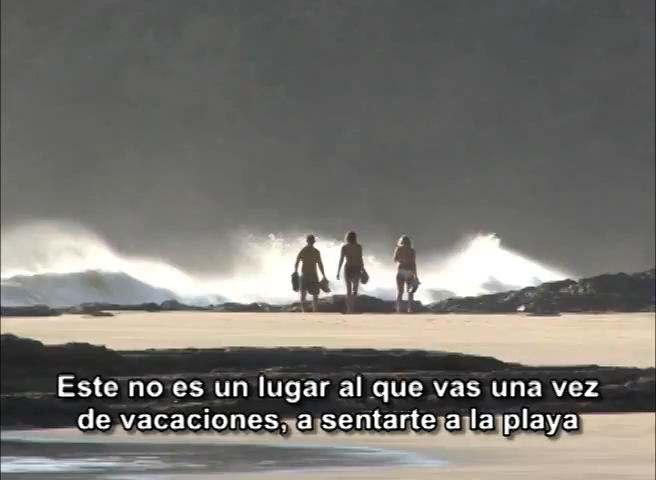 Este no es un lugar al que vas una vez
de vacaciones, a sentarte a la playa